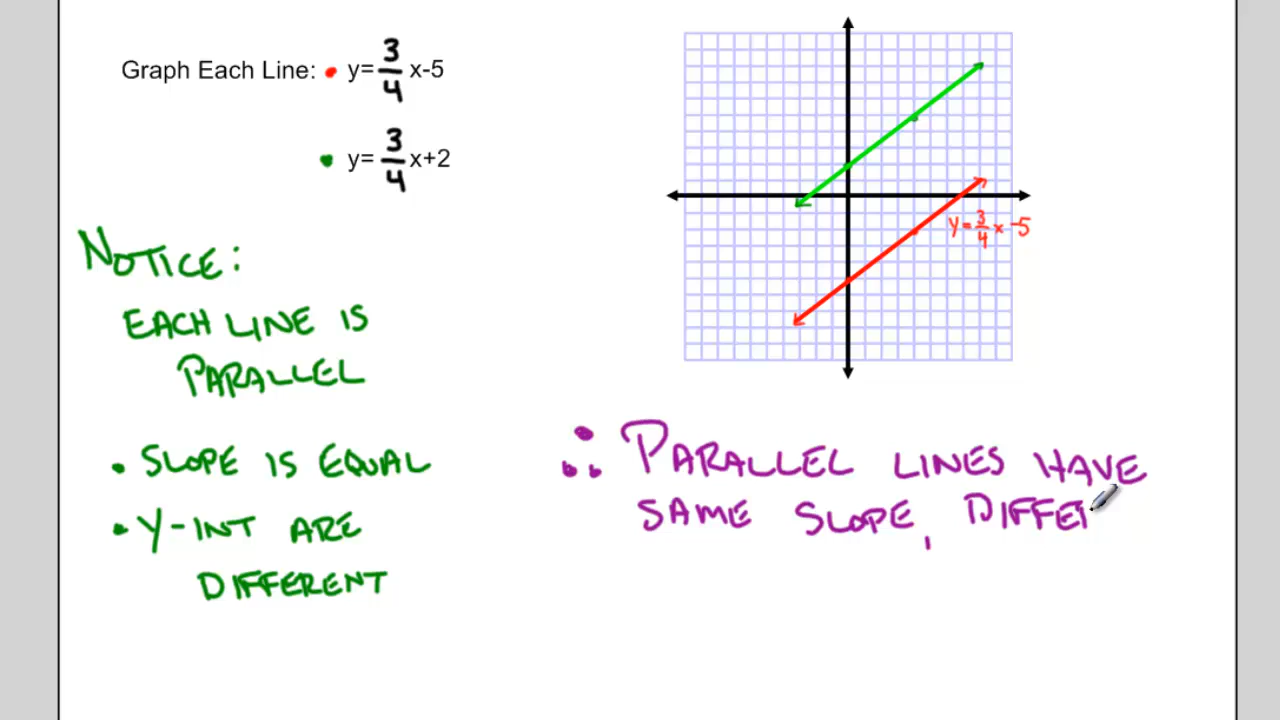 Graph Each Line: • y= 3/4 x-5
• y= 3/4 x+2
y = 3/4 x -5
NOTICE:
EACH LINE IS
PARALLEL
• SLOPE IS EQUAL
• Y-INT ARE
DIFFERENT
∴ PARALLEL LINES HAVE
SAME SLOPE, DIFFE